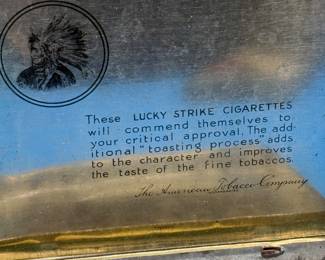 These LUCKY STRIKE CIGARETTES
will commend themselves to
your critical approval. The add
itional "toasting process" adds
to the character and improves
the taste of the fine tobaccos.
The American Tobacco Company